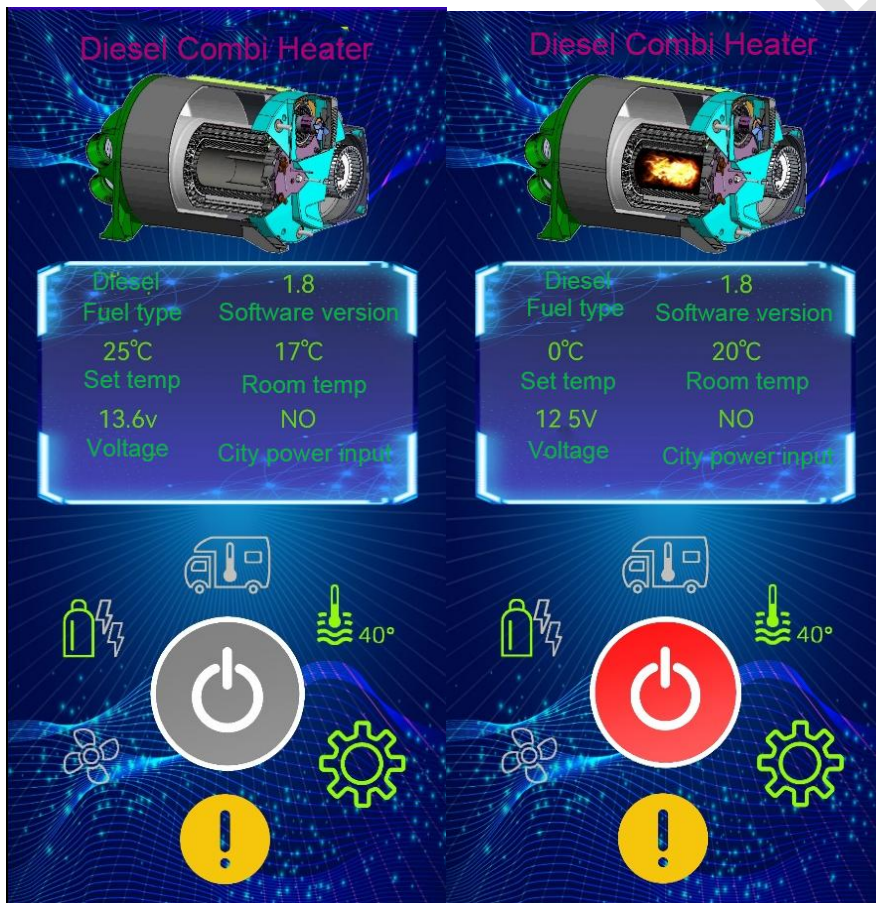 Diesel Combi Heater
Diesel 1.8
Fuel type Software version
25°C 17°C
Set temp Room temp
13.6v NO
Voltage City power input
40°
Diesel Combi Heater
Diesel 1.8
Fuel type Software version
0°C 20°C
Set temp Room temp
12 5V NO
Voltage City power input
40°